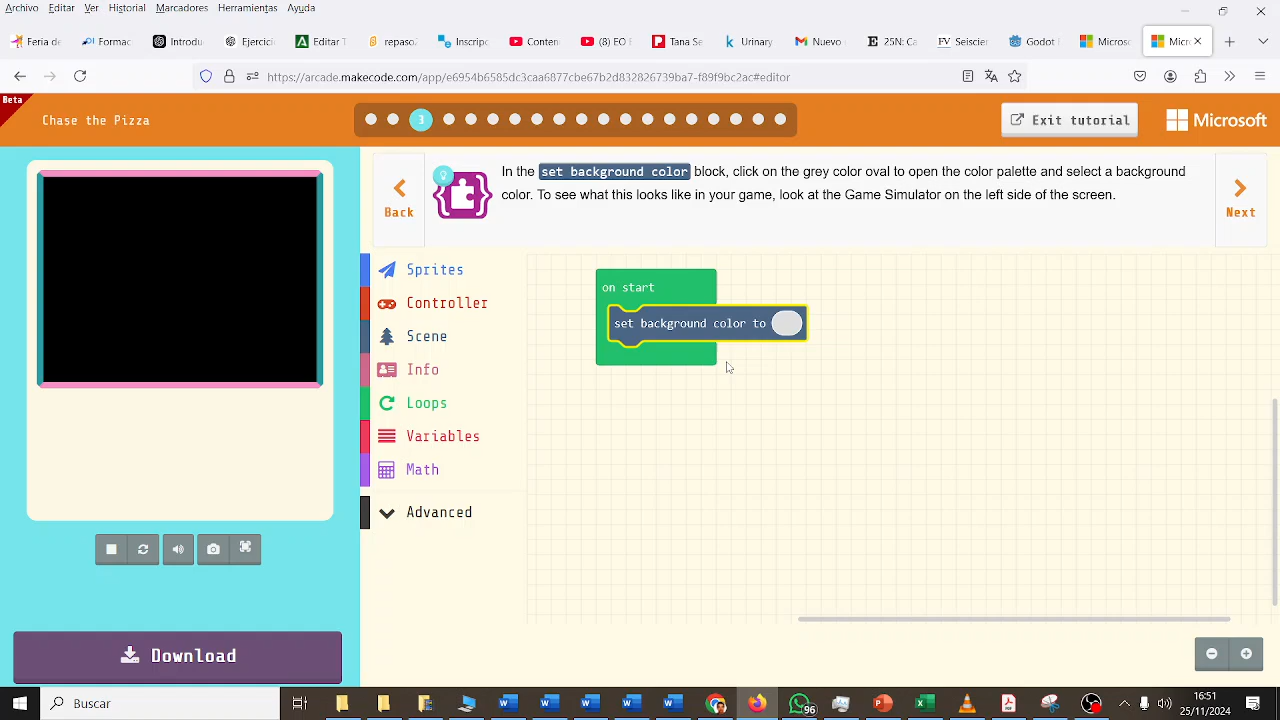 Archivo Editar Ver Historial Marcadores Herramientas Ayuda
Feria de Formac Introdu Ejercic Editar T repaso Inscripc Conten (8) EO E Tana Se Urinary Nuevo 25N: Ca Seiscier Godot Micros Micro
https://arcade.makecode.com/app/e954bfc585dc3caa6f77cbe67b2d832826739ba7-f89f9bc2ac#editor
Beta
Chase the Pizza
3
Exit tutorial
Microsoft
Back
In the set background color block, click on the grey color oval to open the color palette and select a background
color. To see what this looks like in your game, look at the Game Simulator on the left side of the screen.
Next
Sprites
Controller
Scene
Info
Loops
Variables
Math
Advanced
on start
set background color to
Download
Buscar
96
16:51
25/11/2024